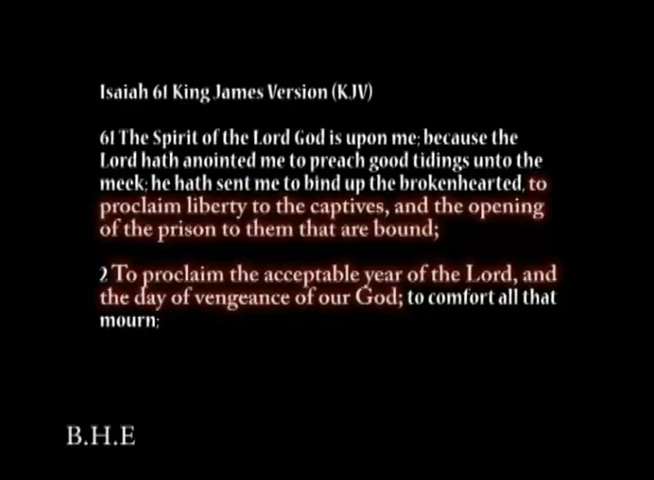 Isaiah 61 King James Version (KJV)
61 The Spirit of the Lord God is upon me; because the
Lord hath anointed me to preach good tidings unto the
meek; he hath sent me to bind up the brokenhearted, to
proclaim liberty to the captives, and the opening
of the prison to them that are bound;
2 To proclaim the acceptable year of the Lord, and
the day of vengeance of our God; to comfort all that
mourn;
B.H.E